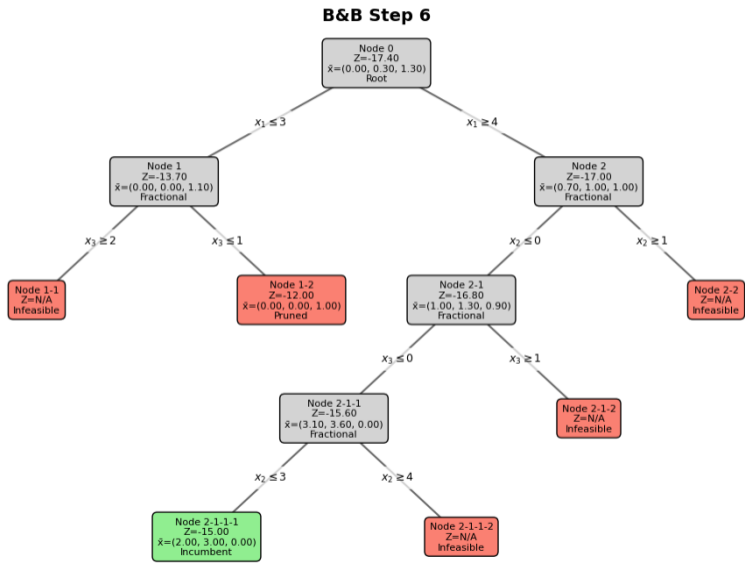 B&B Step 6
Node 0
Z=-17.40
x̄=(0.00, 0.30, 1.30)
Root
x₁ ≤ 3
x₁ ≥ 4
Node 1
Z=-13.70
x̄=(0.00, 0.00, 1.10)
Fractional
Node 2
Z=-17.00
x̄=(0.70, 1.00, 1.00)
Fractional
x₃ ≥ 2
x₃ ≤ 1
x₂ ≤ 0
x₂ ≥ 1
Node 1-1
Z=N/A
Infeasible
Node 1-2
Z=-12.00
x̄=(0.00, 0.00, 1.00)
Pruned
Node 2-1
Z=-16.80
x̄=(1.00, 1.30, 0.90)
Fractional
Node 2-2
Z=N/A
Infeasible
x₃ ≤ 0
x₃ ≥ 1
Node 2-1-1
Z=-15.60
x̄=(3.10, 3.60, 0.00)
Fractional
Node 2-1-2
Z=N/A
Infeasible
x₂ ≤ 3
x₂ ≥ 4
Node 2-1-1-1
Z=-15.00
x̄=(2.00, 3.00, 0.00)
Incumbent
Node 2-1-1-2
Z=N/A
Infeasible